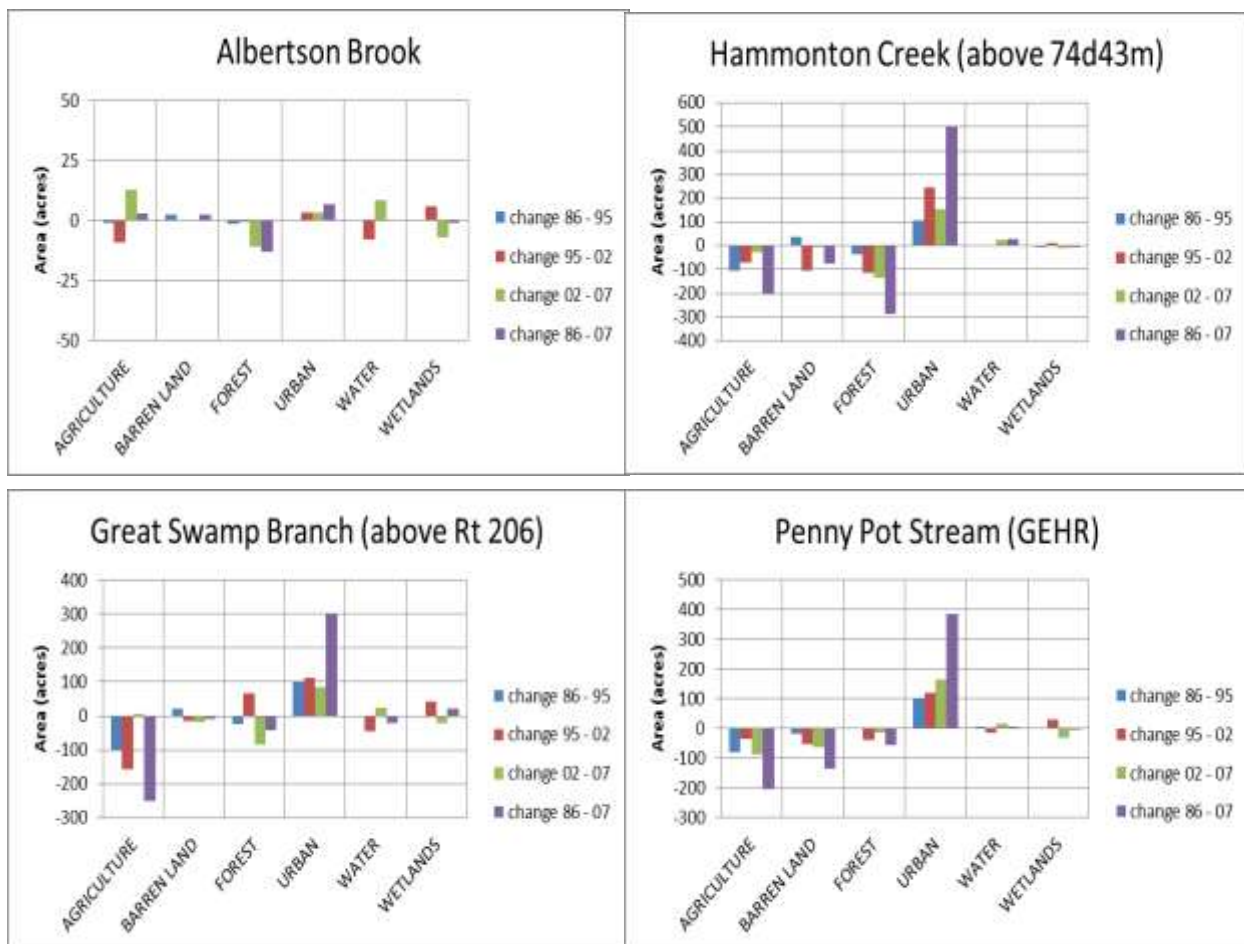 Albertson Brook
50
25
0
-25
-50
Area (acres)
AGRICULTURE
BARREN LAND
FOREST
URBAN
WATER
WETLANDS
change 86 - 95
change 95 - 02
change 02 - 07
change 86 - 07
Hammonton Creek (above 74d43m)
600
500
400
300
200
100
0
-100
-200
-300
-400
Area (acres)
AGRICULTURE
BARREN LAND
FOREST
URBAN
WATER
WETLANDS
change 86 - 95
change 95 - 02
change 02 - 07
change 86 - 07
Great Swamp Branch (above Rt 206)
400
300
200
100
0
-100
-200
-300
Area (acres)
AGRICULTURE
BARREN LAND
FOREST
URBAN
WATER
WETLANDS
change 86 - 95
change 95 - 02
change 02 - 07
change 86 - 07
Penny Pot Stream (GEHR)
500
400
300
200
100
0
-100
-200
-300
Area (acres)
AGRICULTURE
BARREN LAND
FOREST
URBAN
WATER
WETLANDS
change 86 - 95
change 95 - 02
change 02 - 07
change 86 - 07